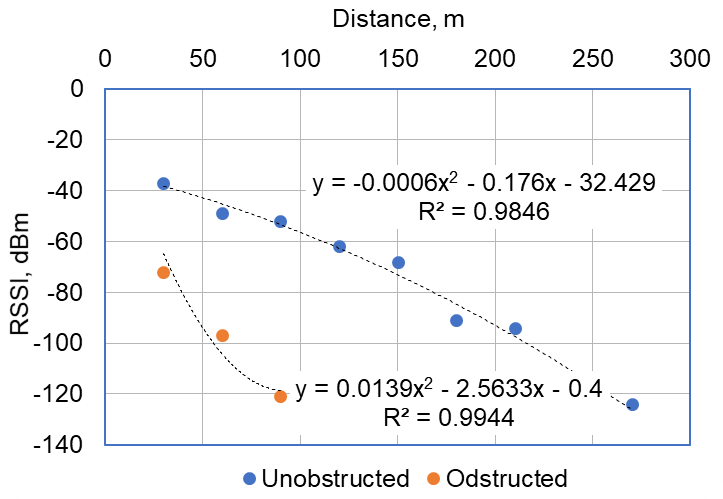 Distance, m
0 50 100 150 200 250 300
0
-20
-40
-60
-80
-100
-120
-140
RSSI, dBm
y = -0.0006x² - 0.176x - 32.429
R² = 0.9846
y = 0.0139x² - 2.5633x - 0.4
R² = 0.9944
Unobstructed Odstructed